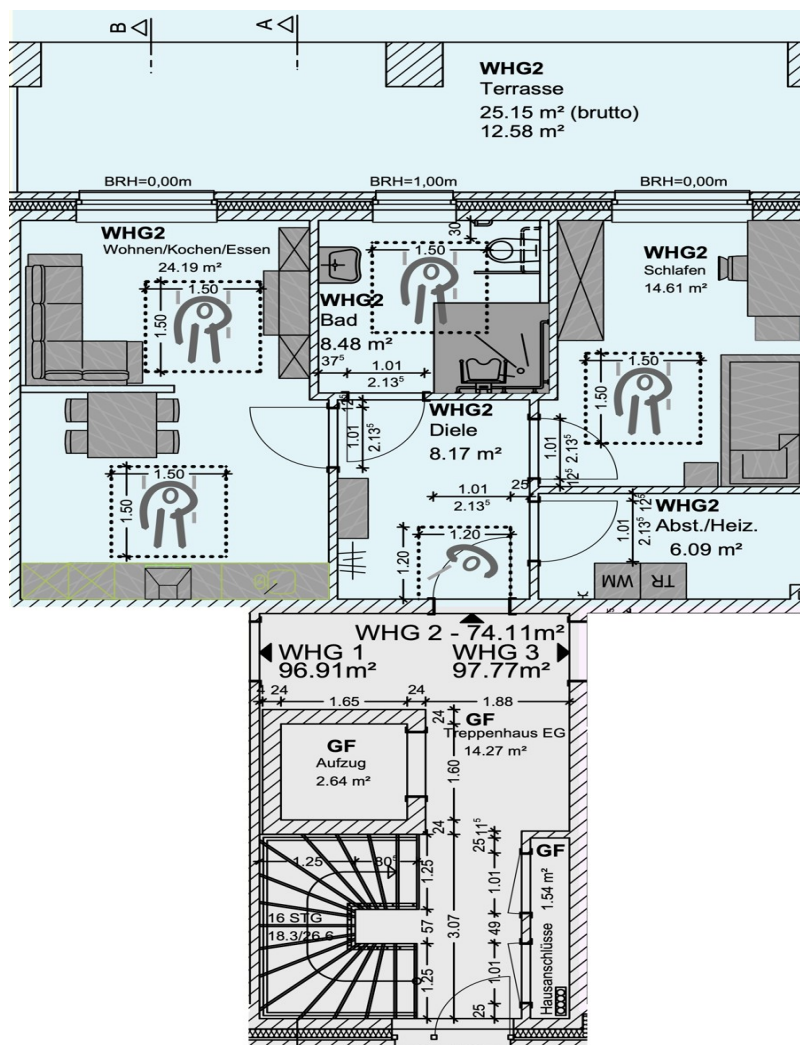 B
A
WHG2
Terrasse
25.15 m² (brutto)
12.58 m²
BRH=0,00m
BRH=1,00m
BRH=0,00m
WHG2
Wohnen/Kochen/Essen
24.19 m²
1.50
1.50
30
1.50
WHG2
Bad
8.48 m²
37⁵
1.01
2.13⁵
WHG2
Schlafen
14.61 m²
1.50
1.50
12⁵
1.01
2.13⁵
WHG2
Diele
8.17 m²
1.01
2.13⁵
12⁵
25
1.01
2.13⁵
1.50
1.50
1.20
1.20
WHG2
Abst./Heiz.
6.09 m²
1.01
2.13⁵
12⁵
WM
TR
WHG 2 - 74.11m²
WHG 1
96.91m²
WHG 3
97.77m²
4
24
1.65
24
1.88
24
GF
Treppenhaus EG
14.27 m²
GF
Aufzug
2.64 m²
1.60
24
25
11⁵
GF
1.54 m²
Hausanschlüsse
1.25
80⁵
1.25
1.01
16 STG
18.3/26.6
57
3.07
49
1.25
1.01
25